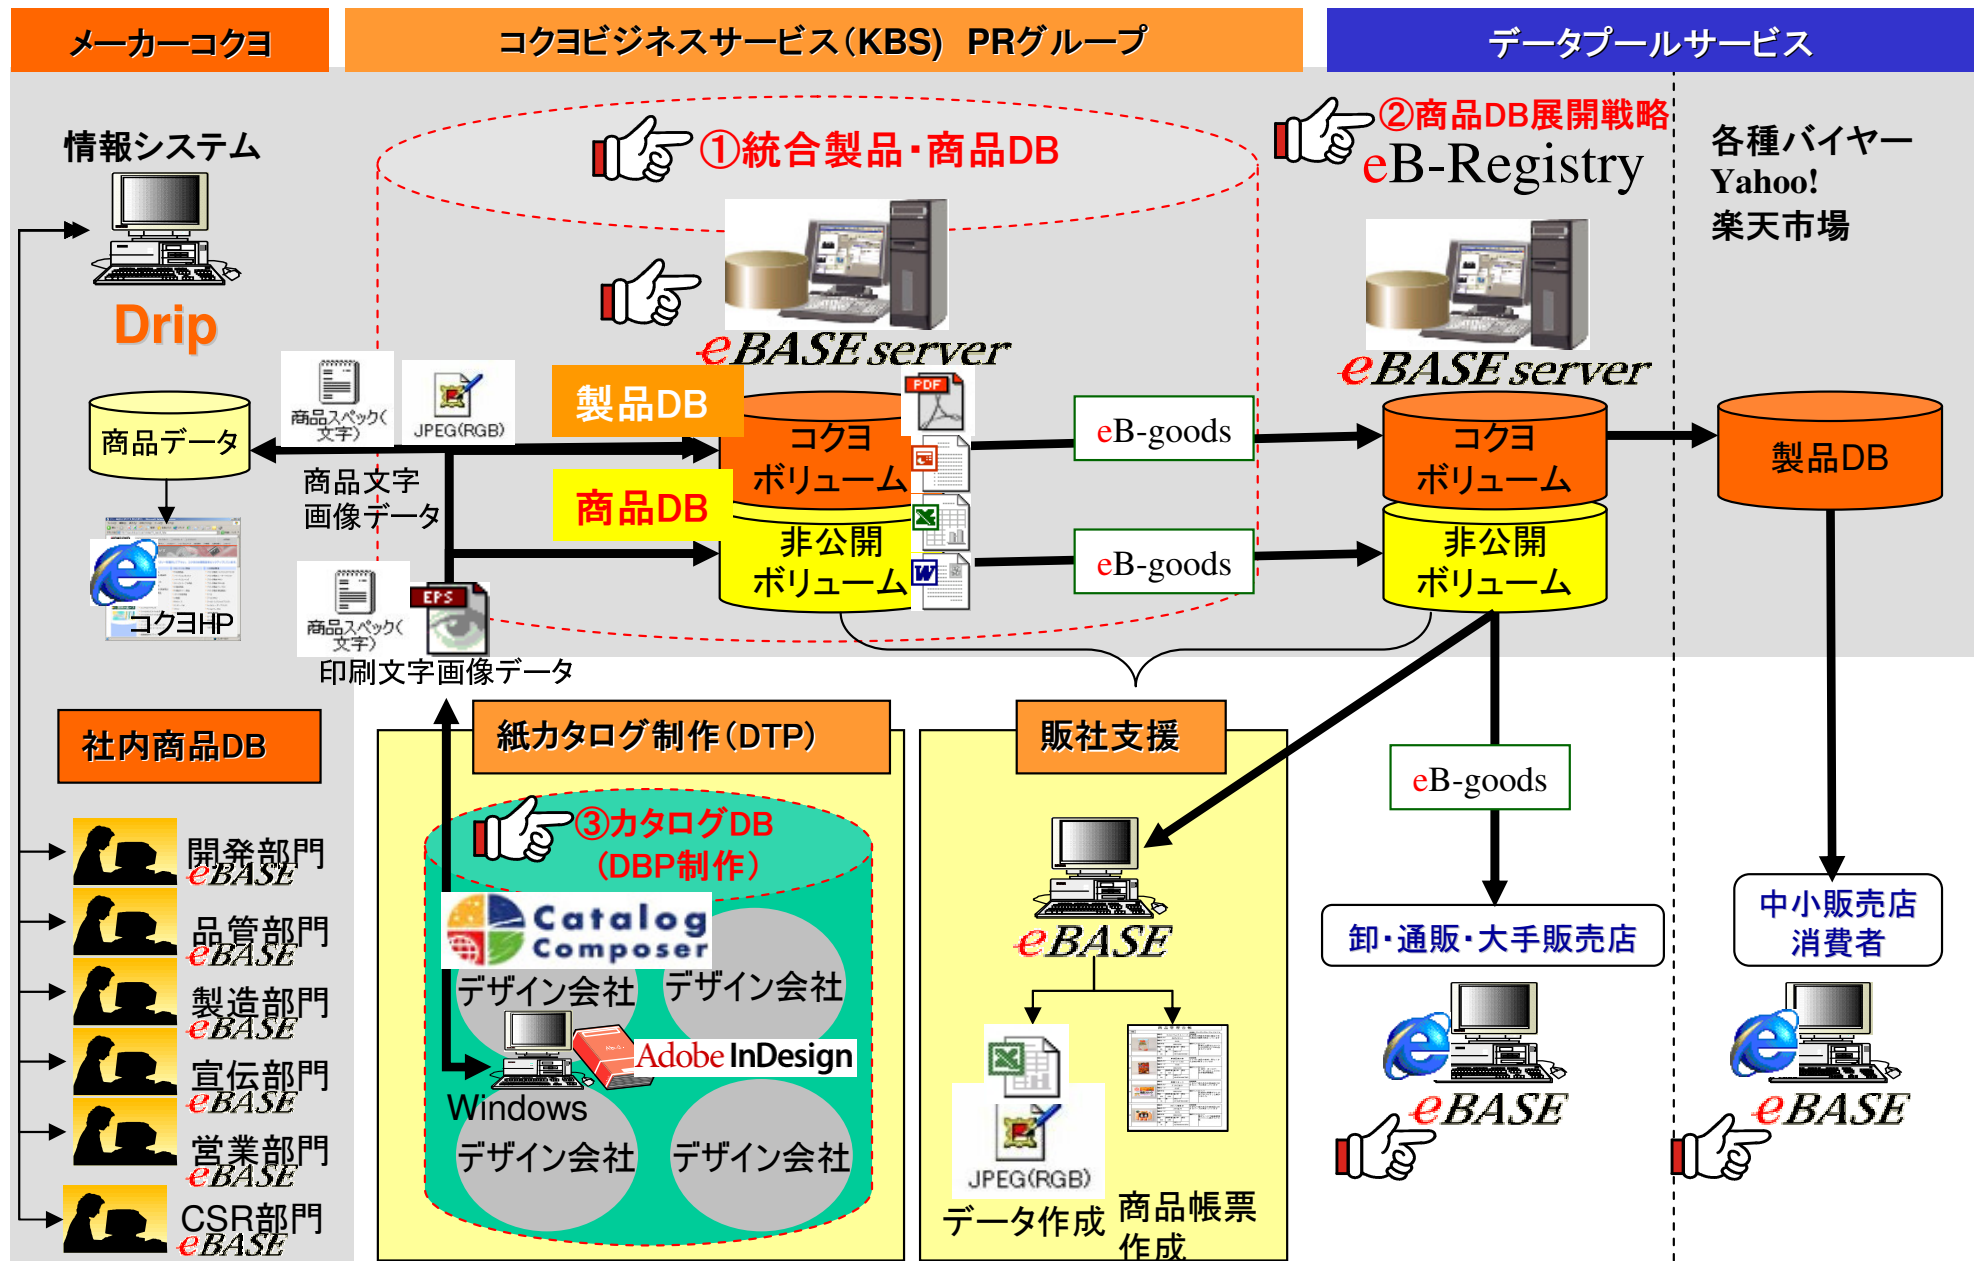 メーカーコクヨ
コクヨビジネスサービス(KBS) PRグループ
データプールサービス
情報システム
Drip
①統合製品・商品DB
②商品DB展開戦略
eB-Registry
各種バイヤー
Yahoo!
楽天市場
eBASE server
eBASE server
商品スペック(
文字)
JPEG(RGB)
製品DB
商品DB
商品データ
商品文字
画像データ
コクヨ
ボリューム
PDF
非公開
ボリューム
eB-goods
eB-goods
コクヨ
ボリューム
非公開
ボリューム
製品DB
コクヨHP
商品スペック(
文字)
EPS
印刷文字画像データ
社内商品DB
開発部門
eBASE
品管部門
eBASE
製造部門
eBASE
宣伝部門
eBASE
営業部門
eBASE
CSR部門
eBASE
紙カタログ制作(DTP)
③カタログDB
(DBP制作)
Catalog
Composer
デザイン会社
デザイン会社
Adobe InDesign
Windows
デザイン会社
デザイン会社
販社支援
eBASE
JPEG(RGB)
データ作成
商品帳票
作成
eB-goods
卸・通販・大手販売店
eBASE
中小販売店
消費者
eBASE